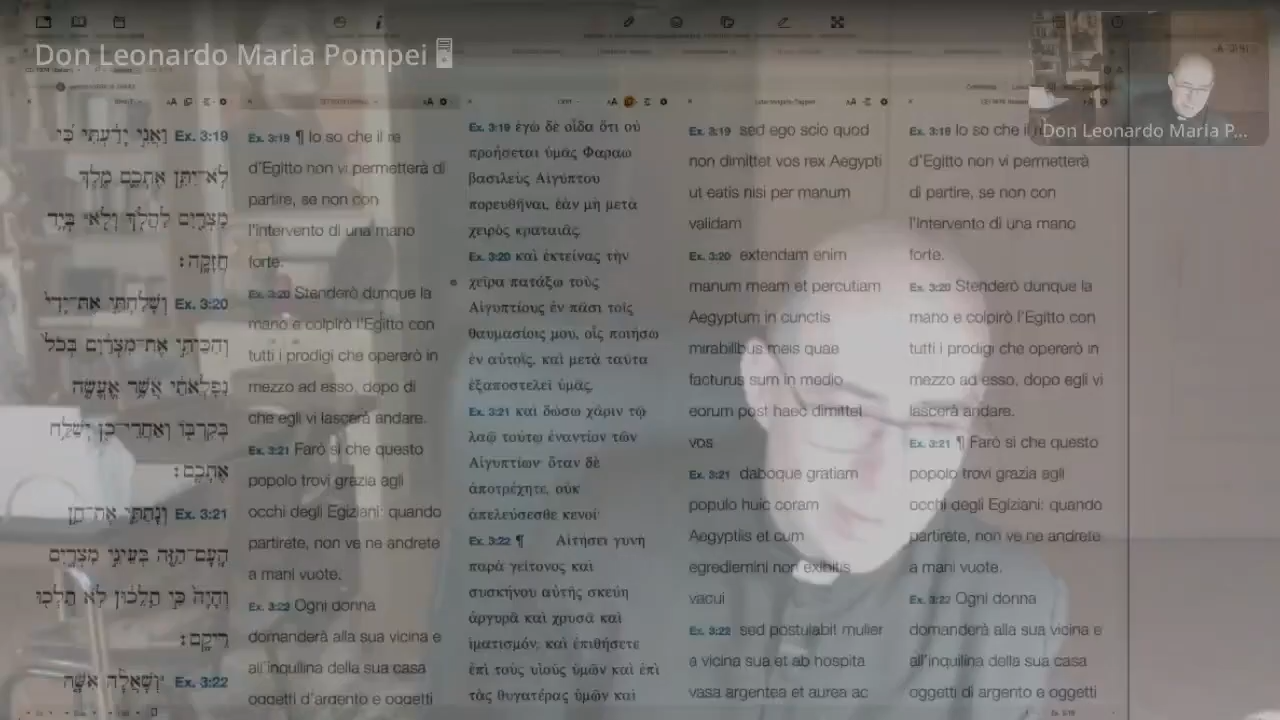 Don Leonardo Maria Pompei
Don Leonardo Maria P...
Ex. 3:19 וַאֲנִי יָדַעְתִּי כִּי
לֹא־יִתֵּן אֶתְכֶם מֶלֶךְ
מִצְרַיִם לַהֲלֹךְ וְלֹא בְּיָד
חֲזָקָה׃
Ex. 3:20 וְשָׁלַחְתִּי אֶת־יָדִי
וְהִכֵּיתִי אֶת־מִצְרַיִם בְּכֹל
נִפְלְאֹתַי אֲשֶׁר אֶעֱשֶׂה
בְּקִרְבּוֹ וְאַחֲרֵי־כֵן יְשַׁלַּח
אֶתְכֶם׃
Ex. 3:21 וְנָתַתִּי אֶת־חֵן
הָעָם־הַזֶּה בְּעֵינֵי מִצְרָיִם
וְהָיָה כִּי תֵלֵכוּן לֹא תֵלְכוּ
רֵיקָם׃
Ex. 3:22 וְשָׁאֲלָה אִשָּׁה
Ex. 3:19 ¶ Io so che il re
d'Egitto non vi permetterà di
partire, se non con
l'intervento di una mano
forte.
Ex. 3:20 Stenderò dunque la
mano e colpirò l'Egitto con
tutti i prodigi che opererò in
mezzo ad esso, dopo di
che egli vi lascerà andare.
Ex. 3:21 Farò sì che questo
popolo trovi grazia agli
occhi degli Egiziani: quando
partirete, non ve ne andrete
a mani vuote.
Ex. 3:22 Ogni donna
domanderà alla sua vicina e
all'inquilina della sua casa
oggetti d'argento e oggetti
Ex. 3:19 ἐγὼ δὲ οἶδα ὅτι οὐ
προήσεται ὑμᾶς Φαραω
βασιλεὺς Αἰγύπτου
πορευθῆναι, ἐὰν μὴ μετὰ
χειρὸς κραταιᾶς.
Ex. 3:20 καὶ ἐκτείνας τὴν
χεῖρα πατάξω τοὺς
Αἰγυπτίους ἐν πᾶσι τοῖς
θαυμασίοις μου, οἷς ποιήσω
ἐν αὐτοῖς, καὶ μετὰ ταῦτα
ἐξαποστελεῖ ὑμᾶς.
Ex. 3:21 καὶ δώσω χάριν τῷ
λαῷ τούτῳ ἐναντίον τῶν
Αἰγυπτίων· ὅταν δὲ
ἀποτρέχητε, οὐκ
ἀπελεύσεσθε κενοί·
Ex. 3:22 ¶ Αἰτήσει γυνὴ
παρὰ γείτονος καὶ
συσκήνου αὐτῆς σκεύη
ἀργυρᾶ καὶ χρυσᾶ καὶ
ἱματισμόν, καὶ ἐπιθήσετε
ἐπὶ τοὺς υἱοὺς ὑμῶν καὶ ἐπὶ
τὰς θυγατέρας ὑμῶν καὶ
Ex. 3:19 sed ego scio quod
non dimittet vos rex Aegypti
ut eatis nisi per manum
validam
Ex. 3:20 extendam enim
manum meam et percutiam
Aegyptum in cunctis
mirabilibus meis quae
facturus sum in medio
eorum post haec dimittet
vos
Ex. 3:21 daboque gratiam
populo huic coram
Aegyptiis et cum
egrediemini non exibitis
vacui
Ex. 3:22 sed postulabit mulier
a vicina sua et ab hospita
vasa argentea et aurea ac
Ex. 3:19 Io so che il
d'Egitto non vi permetterà
di partire, se non con
l'intervento di una mano
forte.
Ex. 3:20 Stenderò dunque la
mano e colpirò l'Egitto con
tutti i prodigi che opererò in
mezzo ad esso, dopo egli vi
lascerà andare.
Ex. 3:21 ¶ Farò sì che questo
popolo trovi grazia agli
occhi degli Egiziani: quando
partirete, non ve ne andrete
a mani vuote.
Ex. 3:22 Ogni donna
domanderà alla sua vicina e
all'inquilina della sua casa
oggetti di argento e oggetti